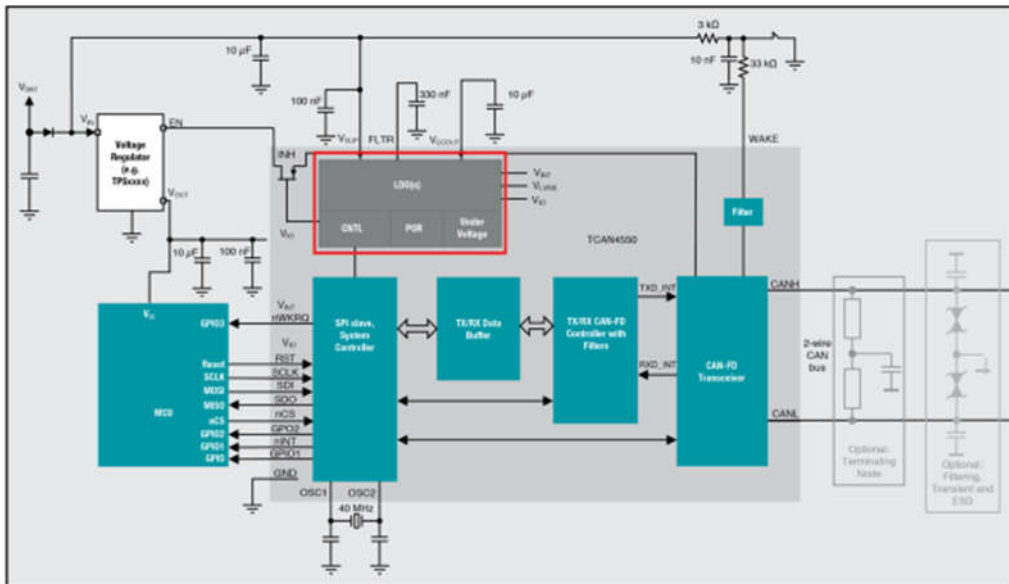 3 kΩ
10 µF
10 nF
33 kΩ
VBAT
100 nF
330 nF
10 µF
VIN
EN
Voltage
Regulator
(e.g.
TPSxxxx)
VSUP
FLTR
VCCOUT
WAKE
INH
LDO(s)
VINT
VIO
VOUT
Filter
CNTL
POR
Under
Voltage
VIO
TCAN4550
10 µF
100 nF
CANH
TXD_INT
VINT
GPIO3
nWKRQ
SPI slave,
System
Controller
TX/RX Data
Buffer
TX/RX CAN-FD
Controller with
Filters
2-wire
CAN
bus
VIO
CAN-FD
Transceiver
RXD_INT
Reset
RST
SCLK
SCLK
MOSI
SDI
MCU
MISO
SDO
nCS
nCS
CANL
GPIO2
GPO2
GPIO1
nINT
GPIO
GPIO1
GND
Optional:
Terminating
Node
Optional:
Filtering,
Transient and
ESD
OSC1
OSC2
40 MHz